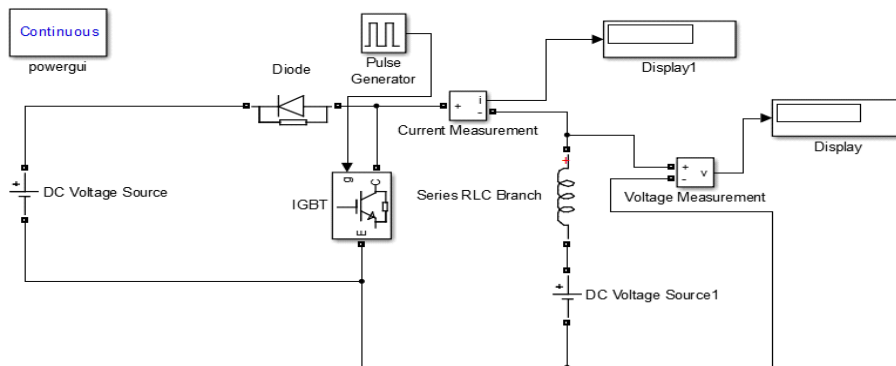 Continuous
powergui
Diode
Pulse
Generator
i
+
-
Current Measurement
Display1
Display
+
DC Voltage Source
g
C
E
IGBT
Series RLC Branch
+
+
-
v
Voltage Measurement
+
DC Voltage Source1